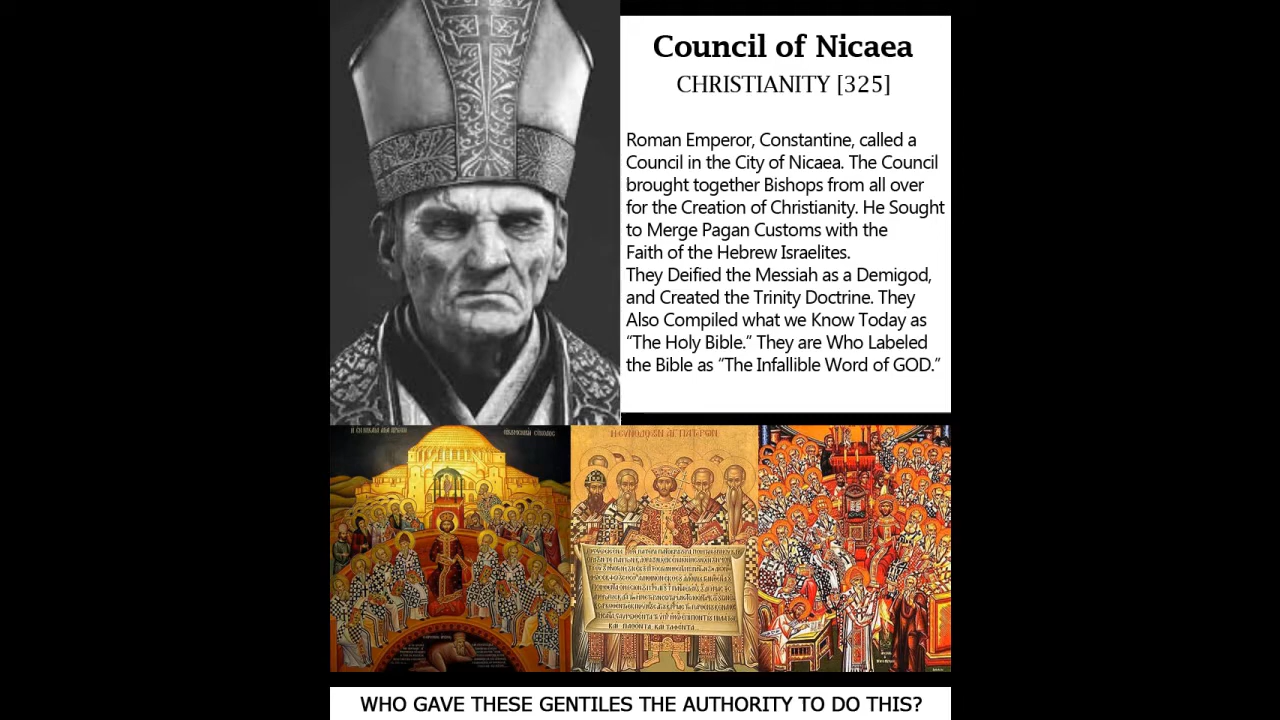 Council of Nicaea
CHRISTIANITY [325]
Roman Emperor, Constantine, called a
Council in the City of Nicaea. The Council
brought together Bishops from all over
for the Creation of Christianity. He Sought
to Merge Pagan Customs with the
Faith of the Hebrew Israelites.
They Deified the Messiah as a Demigod,
and Created the Trinity Doctrine. They
Also Compiled what we Know Today as
“The Holy Bible.” They are Who Labeled
the Bible as “The Infallible Word of GOD.”
WHO GAVE THESE GENTILES THE AUTHORITY TO DO THIS?